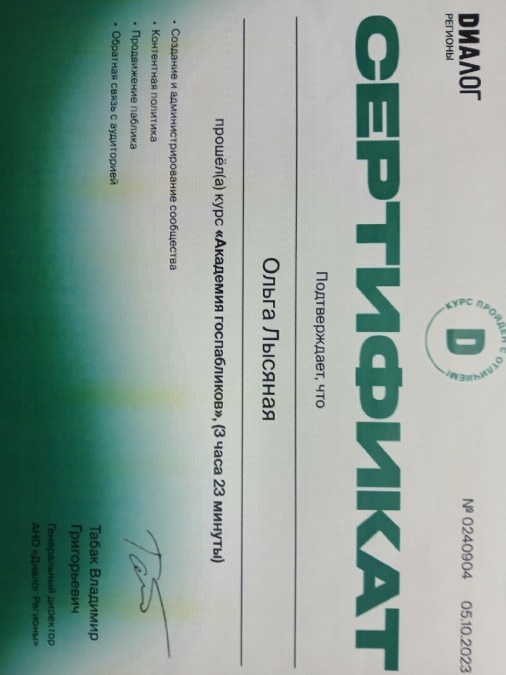 DИАЛОГ
РЕГИОНЫ
КУРС ПРОЙДЕН С ОТЛИЧИЕМ!
D
№ 0240904 05.10.2023
СЕРТИФИКАТ
Подтверждает, что
Ольга Лысяная
прошёл(а) курс «Академия госпабликов», (3 часа 23 минуты)
• Создание и администрирование сообщества
• Контентная политика
• Продвижение паблика
• Обратная связь с аудиторией
Табак Владимир
Григорьевич
Генеральный директор
АНО «Диалог Регионы»